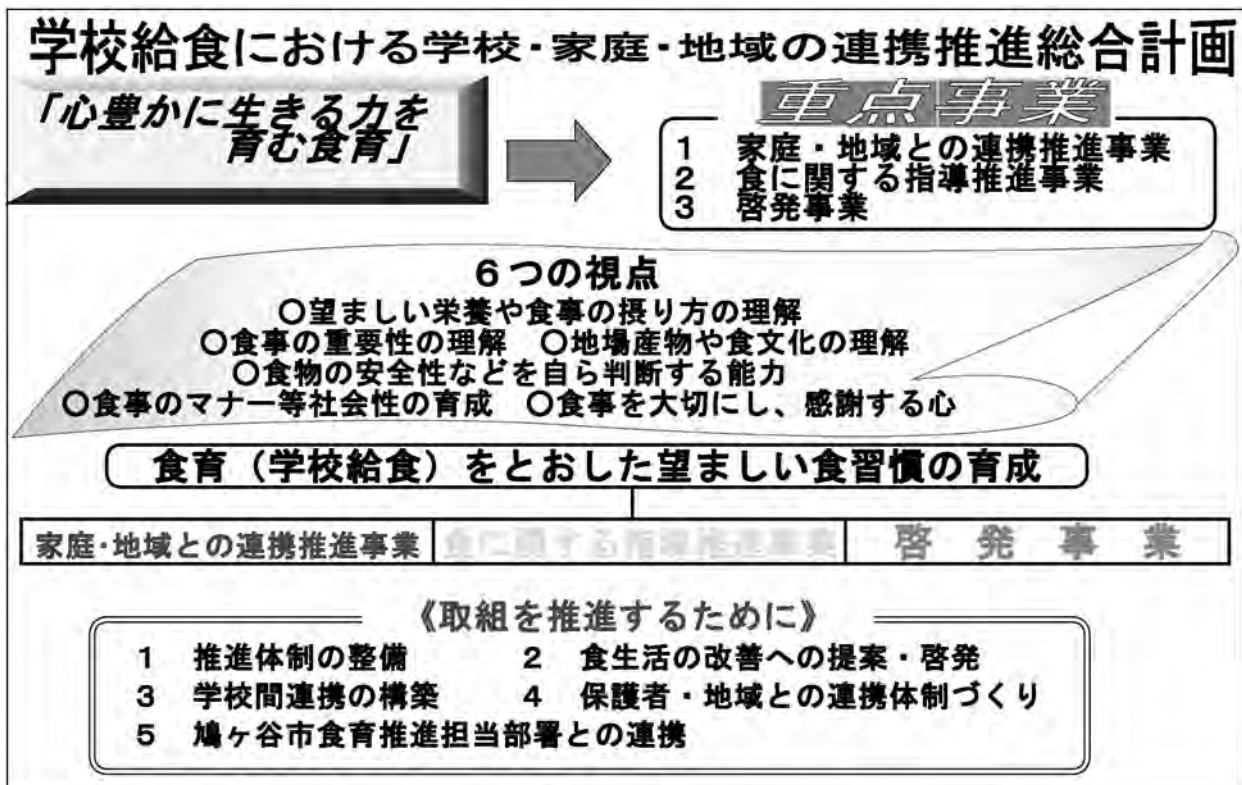 学校給食における学校・家庭・地域の連携推進総合計画
「心豊かに生きる力を
育む食育」
重点事業
1 家庭・地域との連携推進事業
2 食に関する指導推進事業
3 啓発事業
6つの視点
○望ましい栄養や食事の摂り方の理解
○食事の重要性の理解 ○地場産物や食文化の理解
○食物の安全性などを自ら判断する能力
○食事のマナー等社会性の育成 ○食事を大切にし、感謝する心
食育（学校給食）をとおした望ましい食習慣の育成
家庭・地域との連携推進事業 食に関する指導推進事業 啓発事業
《取組を推進するために》
1 推進体制の整備 2 食生活の改善への提案・啓発
3 学校間連携の構築 4 保護者・地域との連携体制づくり
5 鳩ヶ谷市食育推進担当部署との連携